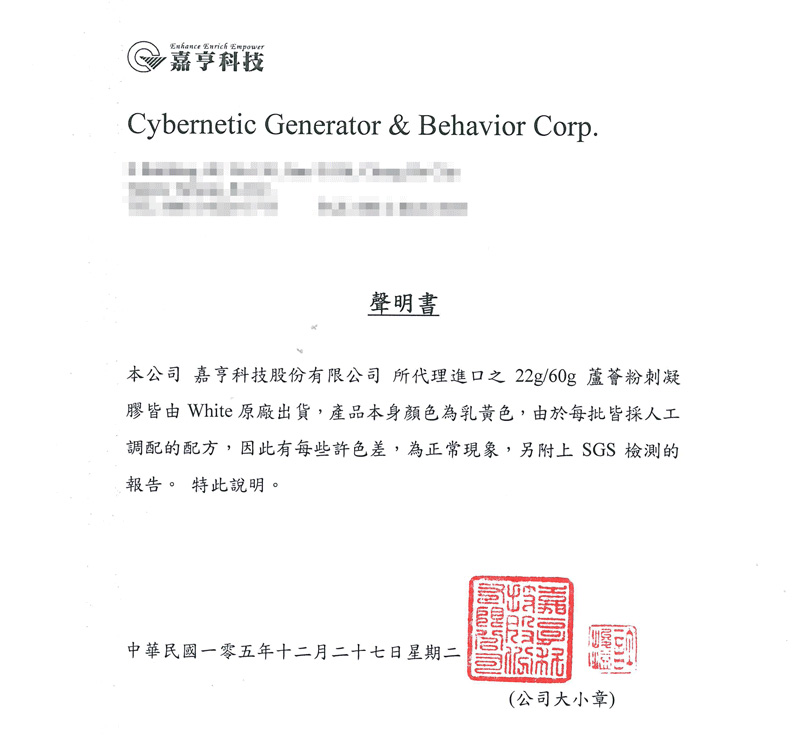 Enhance Enrich Empower
嘉亨科技
Cybernetic Generator & Behavior Corp.
聲明書
本公司 嘉亨科技股份有限公司 所代理進口之 22g/60g 蘆薈粉刺凝
膠皆由 White 原廠出貨，產品本身顏色為乳黃色，由於每批皆採人工
調配的配方，因此有每些許色差，為正常現象，另附上 SGS 檢測的
報告。 特此說明。
嘉亨科技股份有限公司
中華民國一零五年十二月二十七日星期二
(公司大小章)